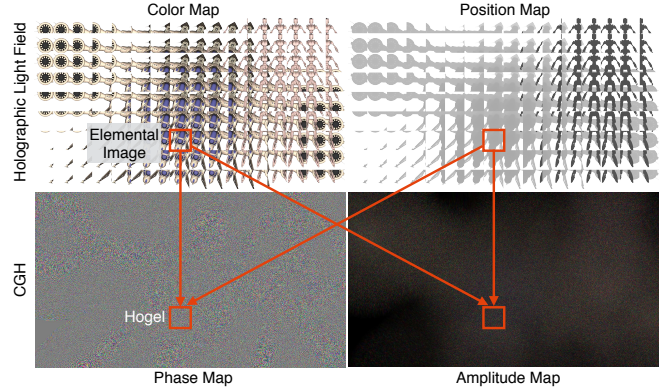 Color Map
Position Map
Holographic Light Field
Elemental
Image
CGH
Hogel
Phase Map
Amplitude Map